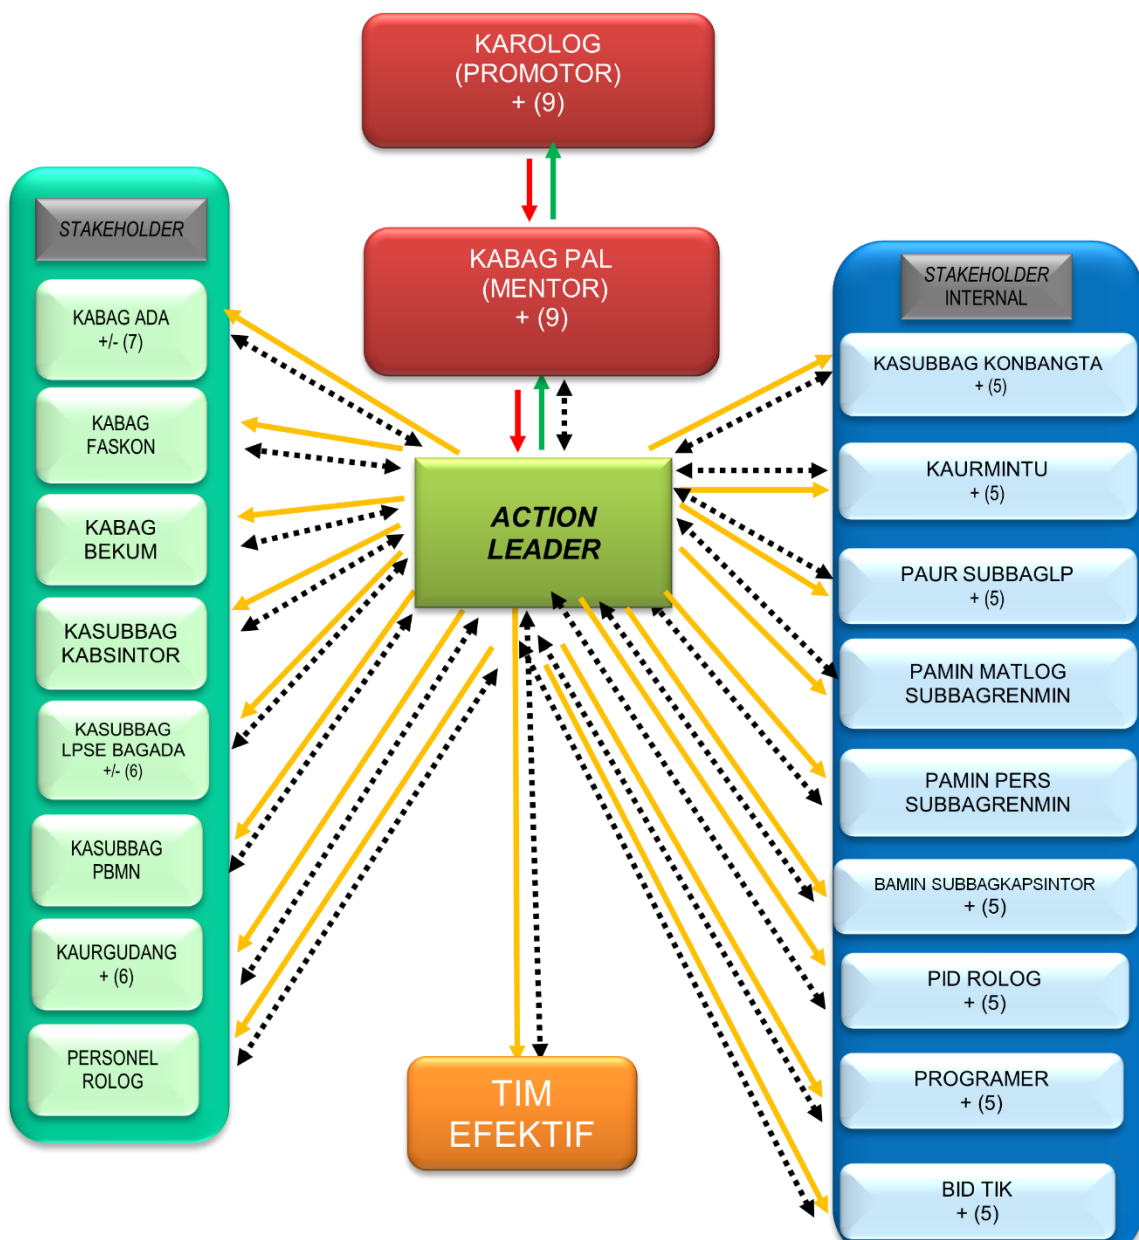 KAROLOG
(PROMOTOR)
+ (9)
KABAG PAL
(MENTOR)
+ (9)
STAKEHOLDER
KABAG ADA
+/- (7)
KABAG
FASKON
KABAG
BEKUM
KASUBBAG
KABSINTOR
KASUBBAG
LPSE BAGADA
+/- (6)
KASUBBAG
PBMN
KAURGUDANG
+ (6)
PERSONEL
ROLOG
ACTION
LEADER
TIM
EFEKTIF
STAKEHOLDER
INTERNAL
KASUBBAG KONBANGTA
+ (5)
KAURMINTU
+ (5)
PAUR SUBBAGLP
+ (5)
PAMIN MATLOG
SUBBAGRENMIN
PAMIN PERS
SUBBAGRENMIN
BAMIN SUBBAGKAPSINTOR
+ (5)
PID ROLOG
+ (5)
PROGRAMER
+ (5)
BID TIK
+ (5)